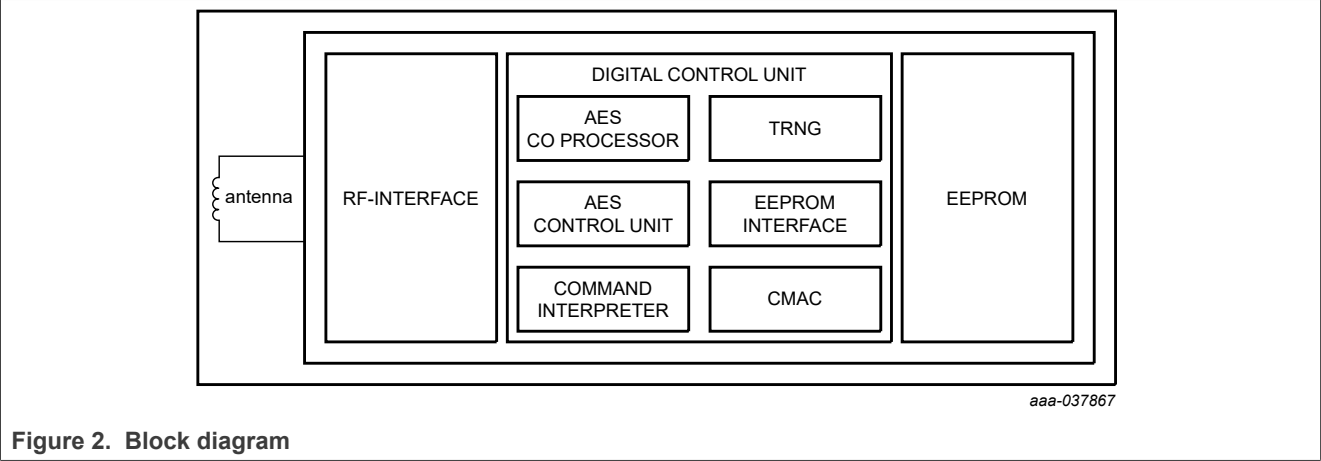 DIGITAL CONTROL UNIT
AES
CO PROCESSOR
TRNG
antenna
RF-INTERFACE
AES
CONTROL UNIT
EEPROM
INTERFACE
EEPROM
COMMAND
INTERPRETER
CMAC
aaa-037867
Figure 2. Block diagram